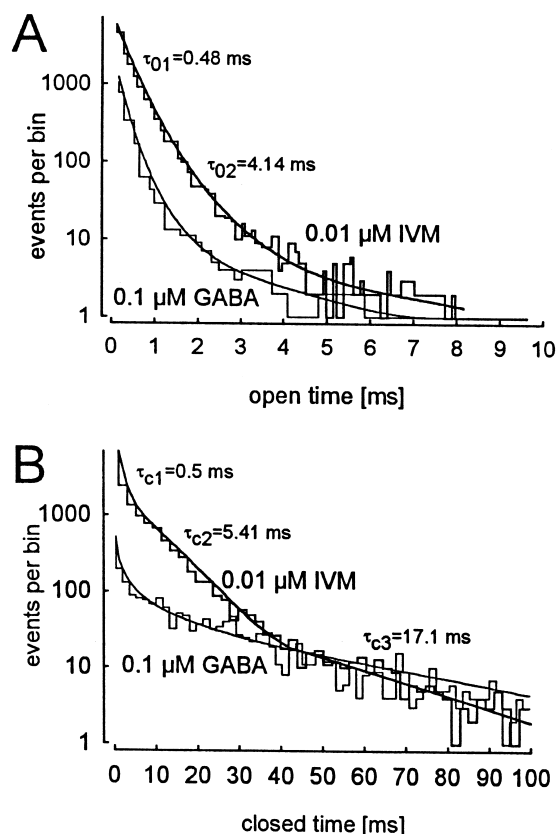 A
events per bin
1000
100
10
1
τ01=0.48 ms
τ02=4.14 ms
0.01 µM IVM
0.1 µM GABA
0 1 2 3 4 5 6 7 8 9 10
open time [ms]
B
events per bin
1000
100
10
1
τc1=0.5 ms
τc2=5.41 ms
0.01 µM IVM
0.1 µM GABA
τc3=17.1 ms
0 10 20 30 40 50 60 70 80 90 100
closed time [ms]